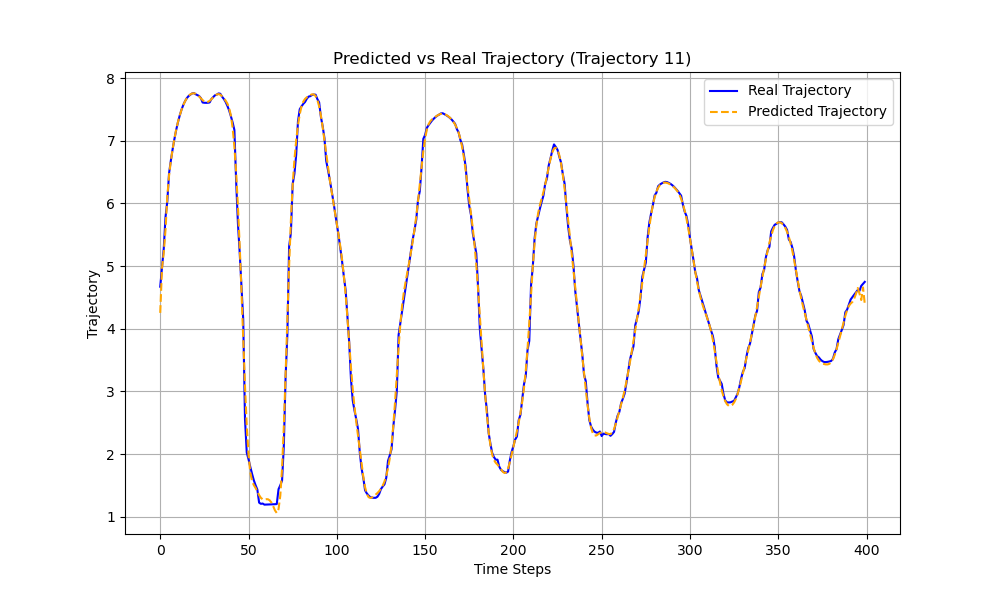 Predicted vs Real Trajectory (Trajectory 11)
Real Trajectory
Predicted Trajectory
Trajectory
8
7
6
5
4
3
2
1
0 50 100 150 200 250 300 350 400
Time Steps